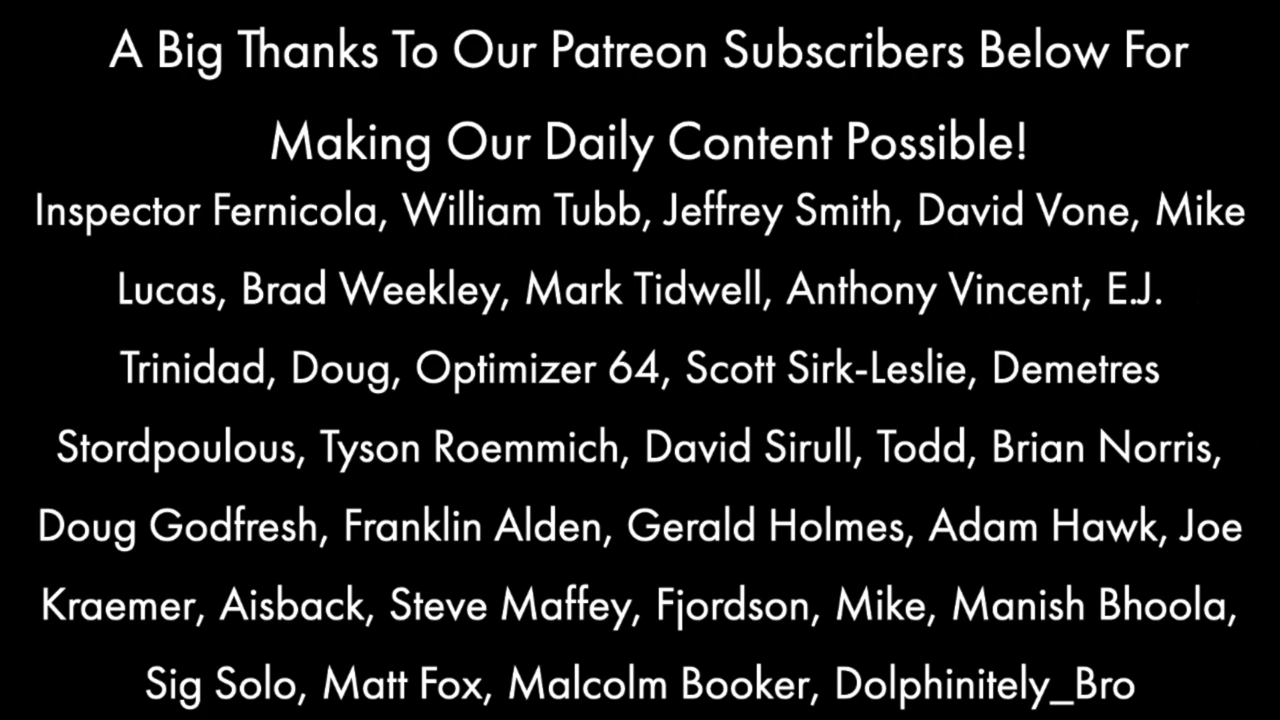 A Big Thanks To Our Patreon Subscribers Below For
Making Our Daily Content Possible!
Inspector Fernicola, William Tubb, Jeffrey Smith, David Vone, Mike
Lucas, Brad Weekley, Mark Tidwell, Anthony Vincent, E.J.
Trinidad, Doug, Optimizer 64, Scott Sirk-Leslie, Demetres
Stordpoulous, Tyson Roemmich, David Sirull, Todd, Brian Norris,
Doug Godfresh, Franklin Alden, Gerald Holmes, Adam Hawk, Joe
Kraemer, Aisback, Steve Maffey, Fjordson, Mike, Manish Bhoola,
Sig Solo, Matt Fox, Malcolm Booker, Dolphinitely_Bro